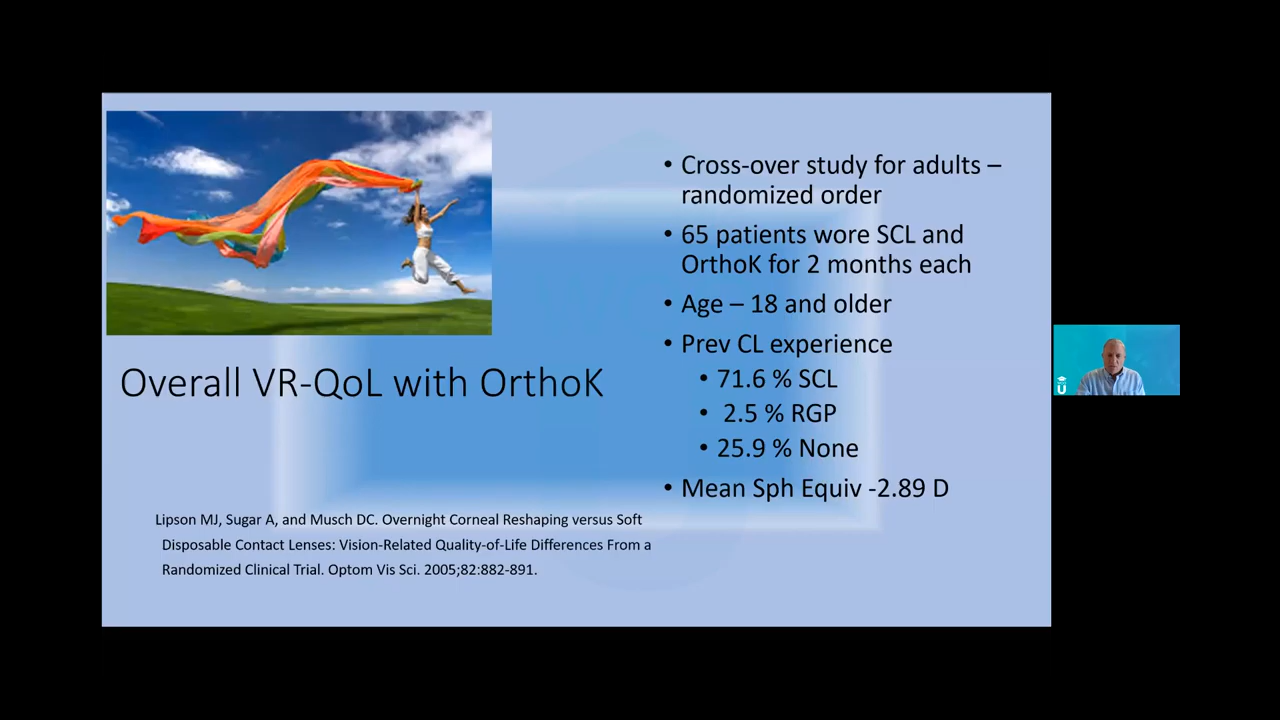 Overall VR-QoL with OrthoK
Lipson MJ, Sugar A, and Musch DC. Overnight Corneal Reshaping versus Soft
Disposable Contact Lenses: Vision-Related Quality-of-Life Differences From a
Randomized Clinical Trial. Optom Vis Sci. 2005;82:882-891.
• Cross-over study for adults –
randomized order
• 65 patients wore SCL and
OrthoK for 2 months each
• Age – 18 and older
• Prev CL experience
• 71.6 % SCL
• 2.5 % RGP
• 25.9 % None
• Mean Sph Equiv -2.89 D
U